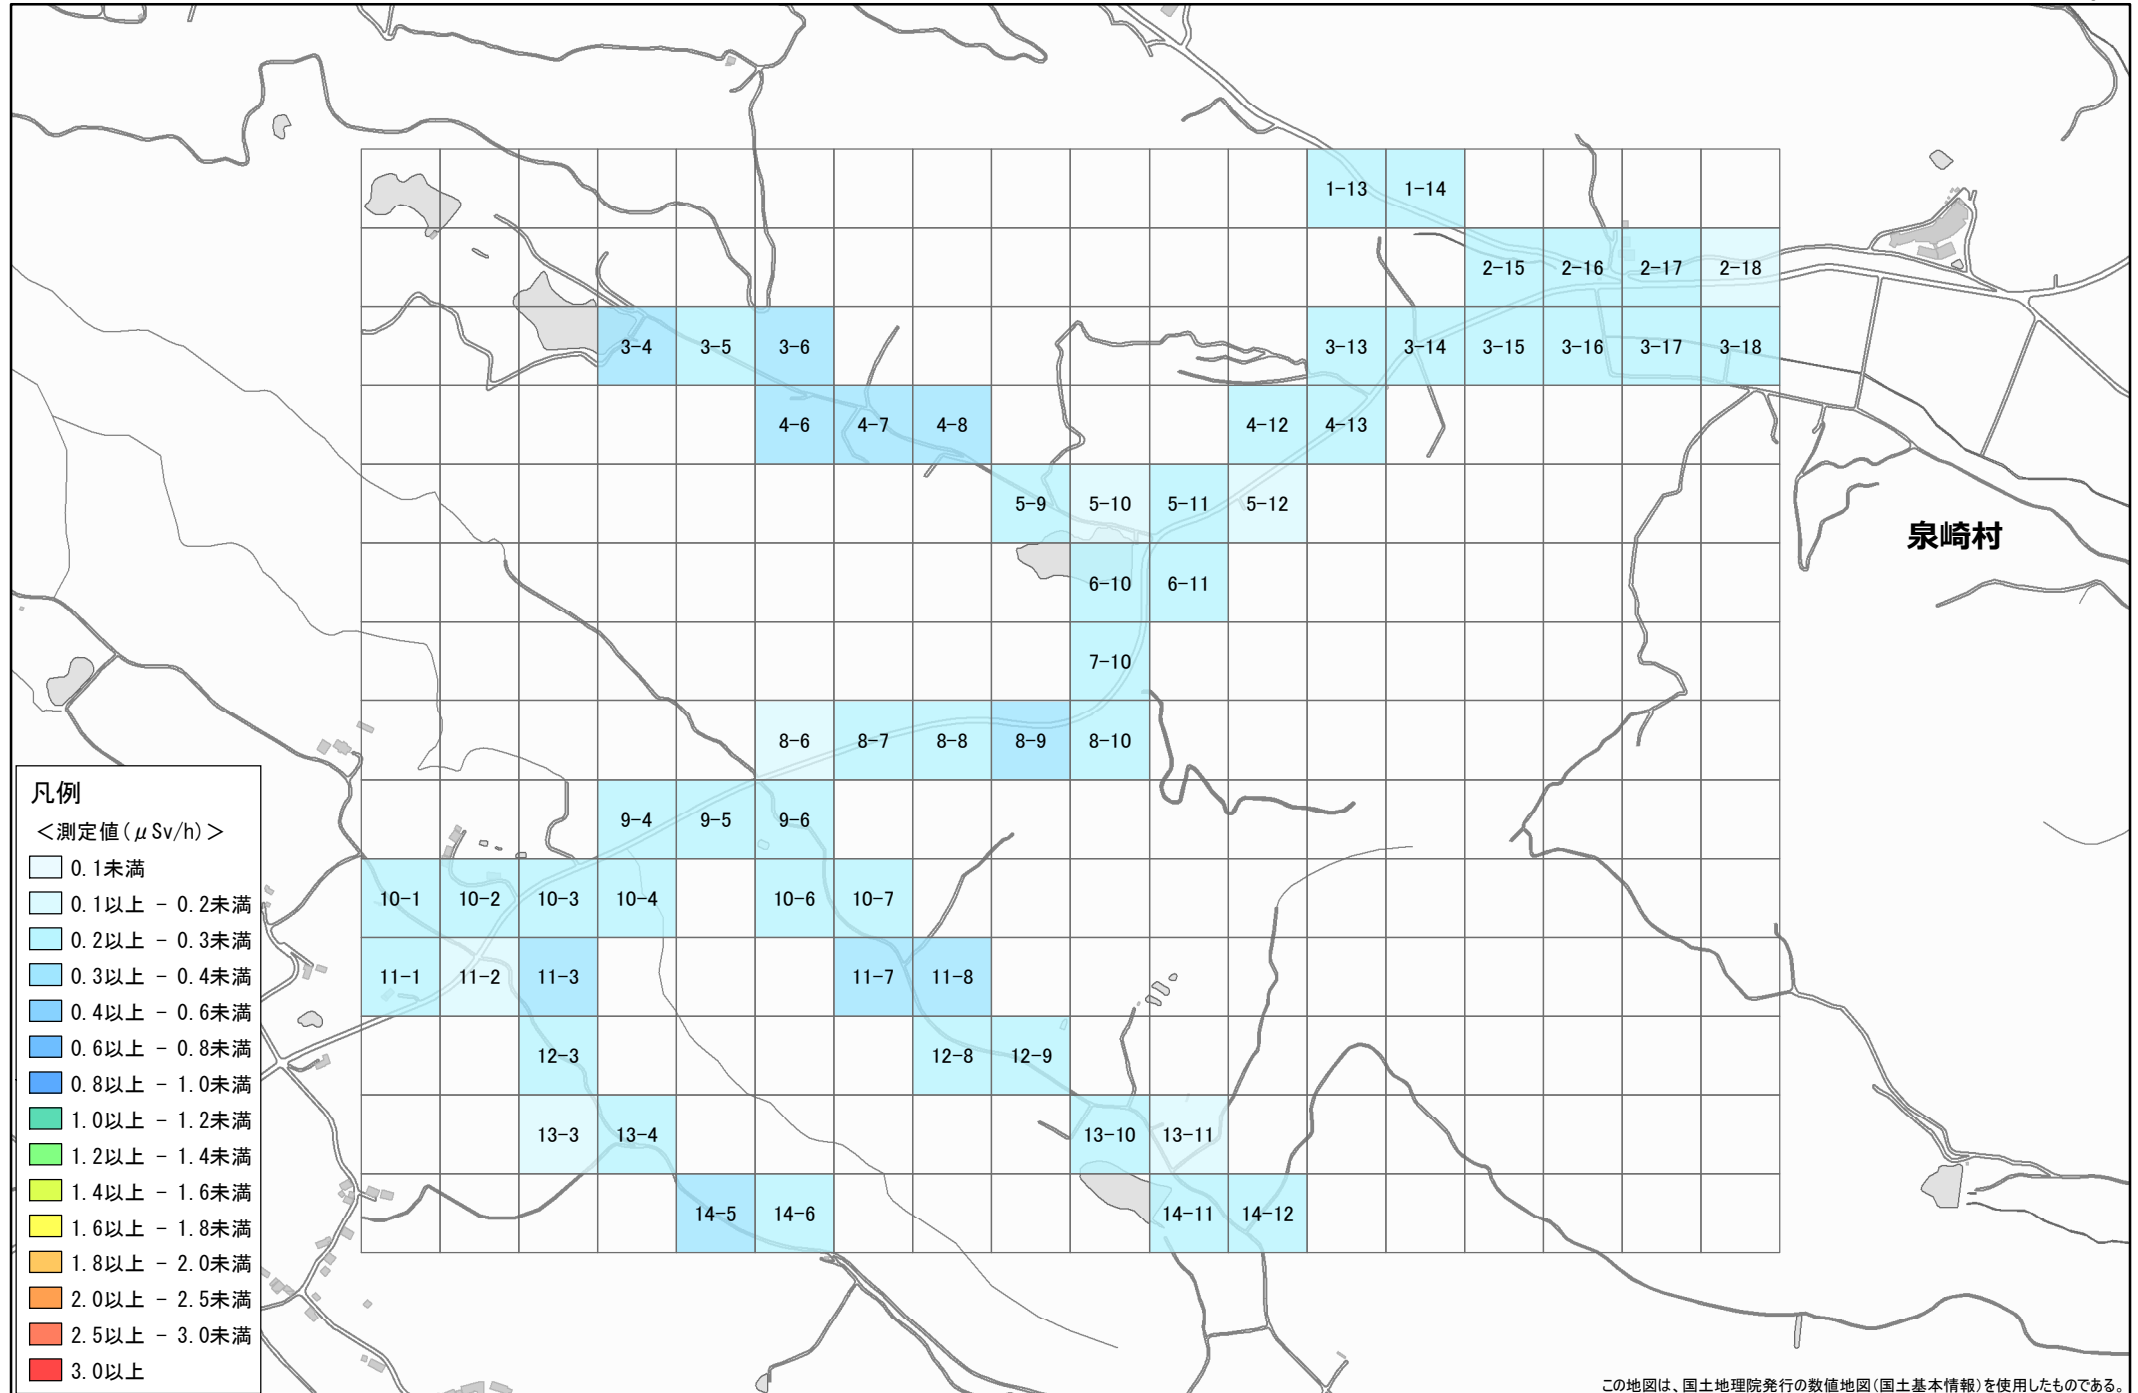 1-13 1-14
2-15 2-16 2-17 2-18
3-4 3-5 3-6 3-13 3-14 3-15 3-16 3-17 3-18
4-6 4-7 4-8 4-12 4-13
5-9 5-10 5-11 5-12
泉崎村
6-10 6-11
7-10
8-6 8-7 8-8 8-9 8-10
9-4 9-5 9-6
10-1 10-2 10-3 10-4 10-6 10-7
11-1 11-2 11-3 11-7 11-8
12-3 12-8 12-9
13-3 13-4 13-10 13-11
14-5 14-6 14-11 14-12
凡例
<測定値(μSv/h)>
0.1未満
0.1以上 - 0.2未満
0.2以上 - 0.3未満
0.3以上 - 0.4未満
0.4以上 - 0.6未満
0.6以上 - 0.8未満
0.8以上 - 1.0未満
1.0以上 - 1.2未満
1.2以上 - 1.4未満
1.4以上 - 1.6未満
1.6以上 - 1.8未満
1.8以上 - 2.0未満
2.0以上 - 2.5未満
2.5以上 - 3.0未満
3.0以上
この地図は、国土地理院発行の数値地図(国土基本情報)を使用したものである。